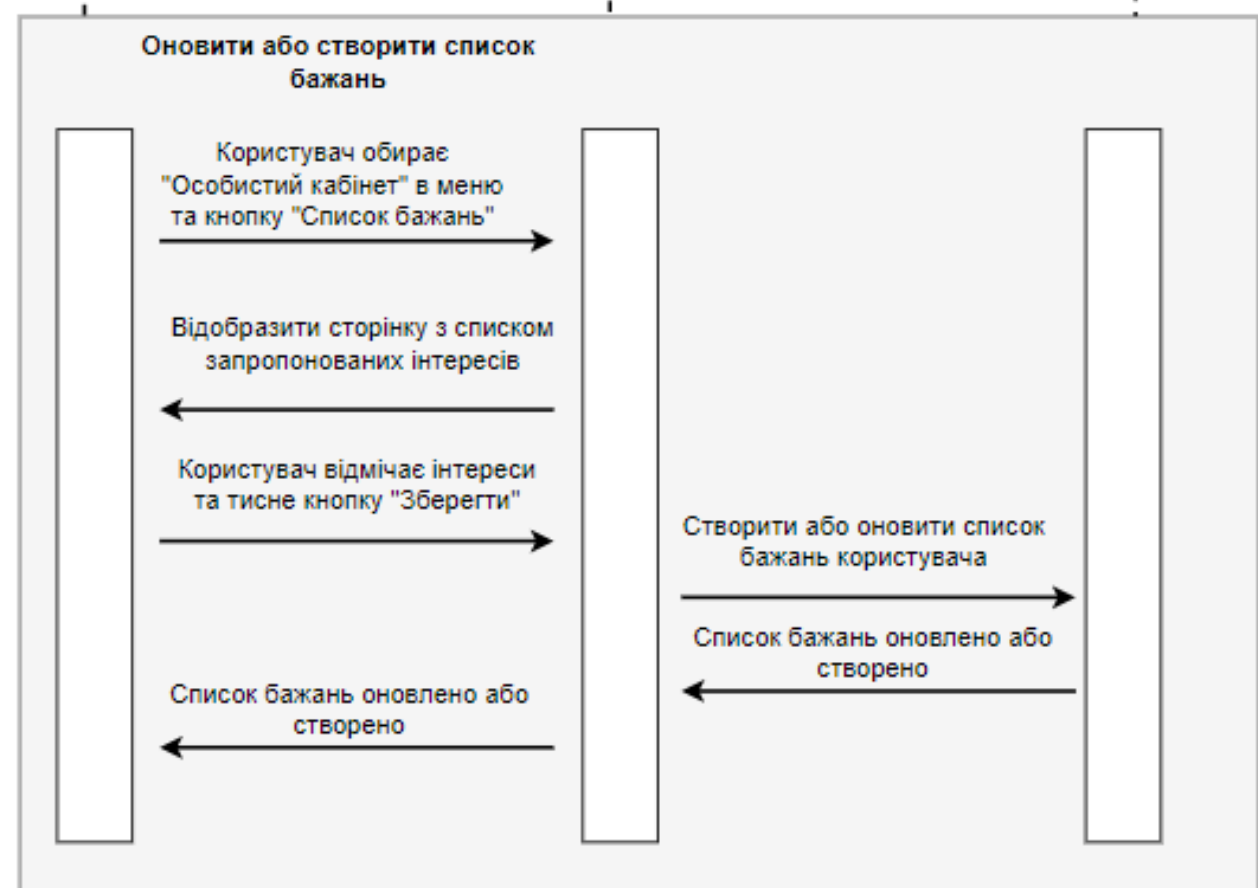 Оновити або створити список
бажань
Користувач обирає
"Особистий кабінет" в меню
та кнопку "Список бажань"
Відобразити сторінку з списком
запропонованих інтересів
Користувач відмічає інтереси
та тисне кнопку "Зберегти"
Створити або оновити список
бажань користувача
Список бажань оновлено або
створено
Список бажань оновлено або
створено